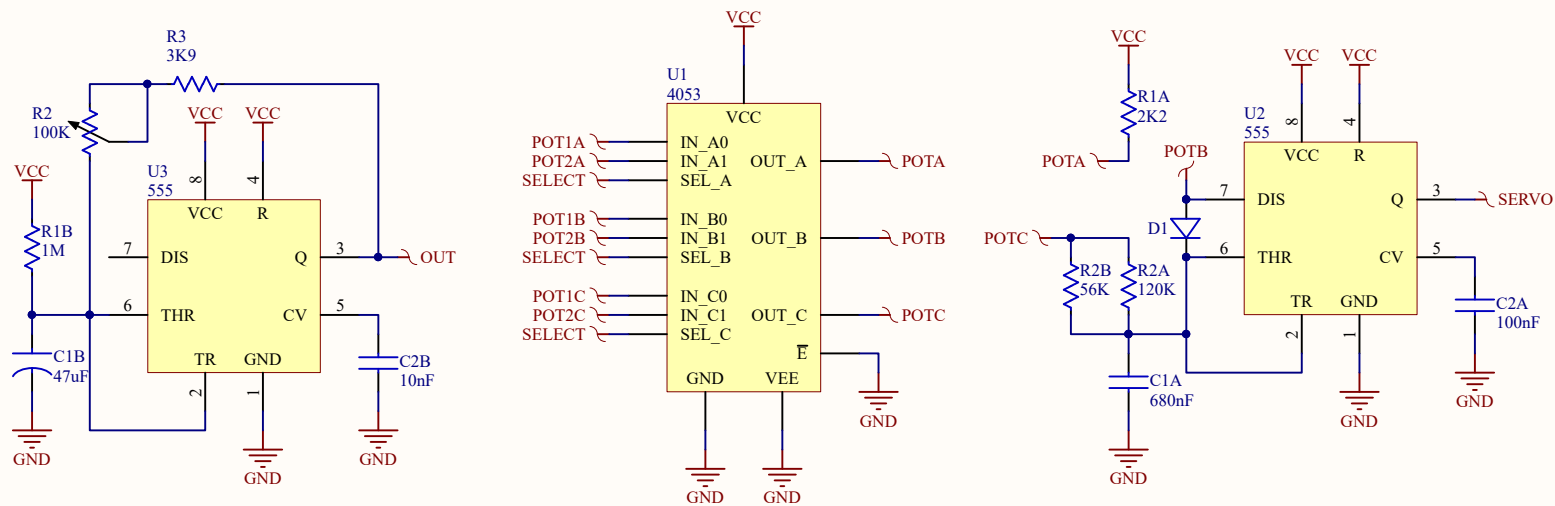 R3
3K9
R2
100K
VCC
VCC
VCC
R1B
1M
U3
555
8
4
VCC
R
7
DIS
Q
3
OUT
6
THR
CV
5
TR
GND
2
1
C1B
47uF
C2B
10nF
GND
GND
GND
VCC
U1
4053
VCC
POT1A
IN_A0
POT2A
IN_A1
OUT_A
POTA
SELECT
SEL_A
POT1B
IN_B0
POT2B
IN_B1
OUT_B
POTB
SELECT
SEL_B
POT1C
IN_C0
POT2C
IN_C1
OUT_C
POTC
SELECT
SEL_C
E
GND
VEE
GND
GND
GND
VCC
R1A
2K2
POTA
POTB
VCC
VCC
U2
555
8
4
VCC
R
7
DIS
Q
3
SERVO
D1
POTC
6
THR
CV
5
R2B
56K
R2A
120K
TR
GND
2
1
C1A
680nF
C2A
100nF
GND
GND
GND